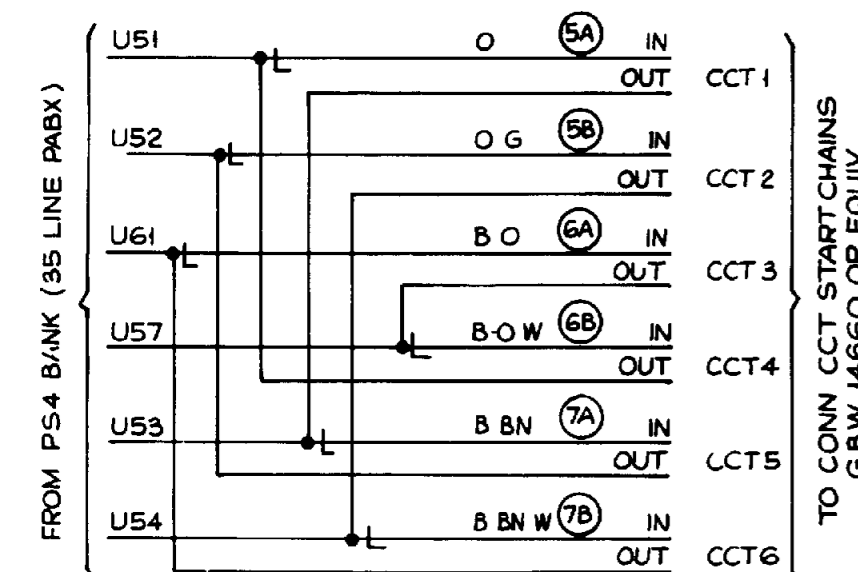 FROM PS4 BANK (35 LINE PABX)
U51 O 5A IN
OUT CCT 1
U52 O G 5B IN
OUT CCT 2
U61 B O 6A IN
OUT CCT 3
U57 B-O W 6B IN
OUT CCT4
U53 B BN 7A IN
OUT CCT5
U54 B BN W 7B IN
OUT CCT6
TO CONN CCT START CHAINS